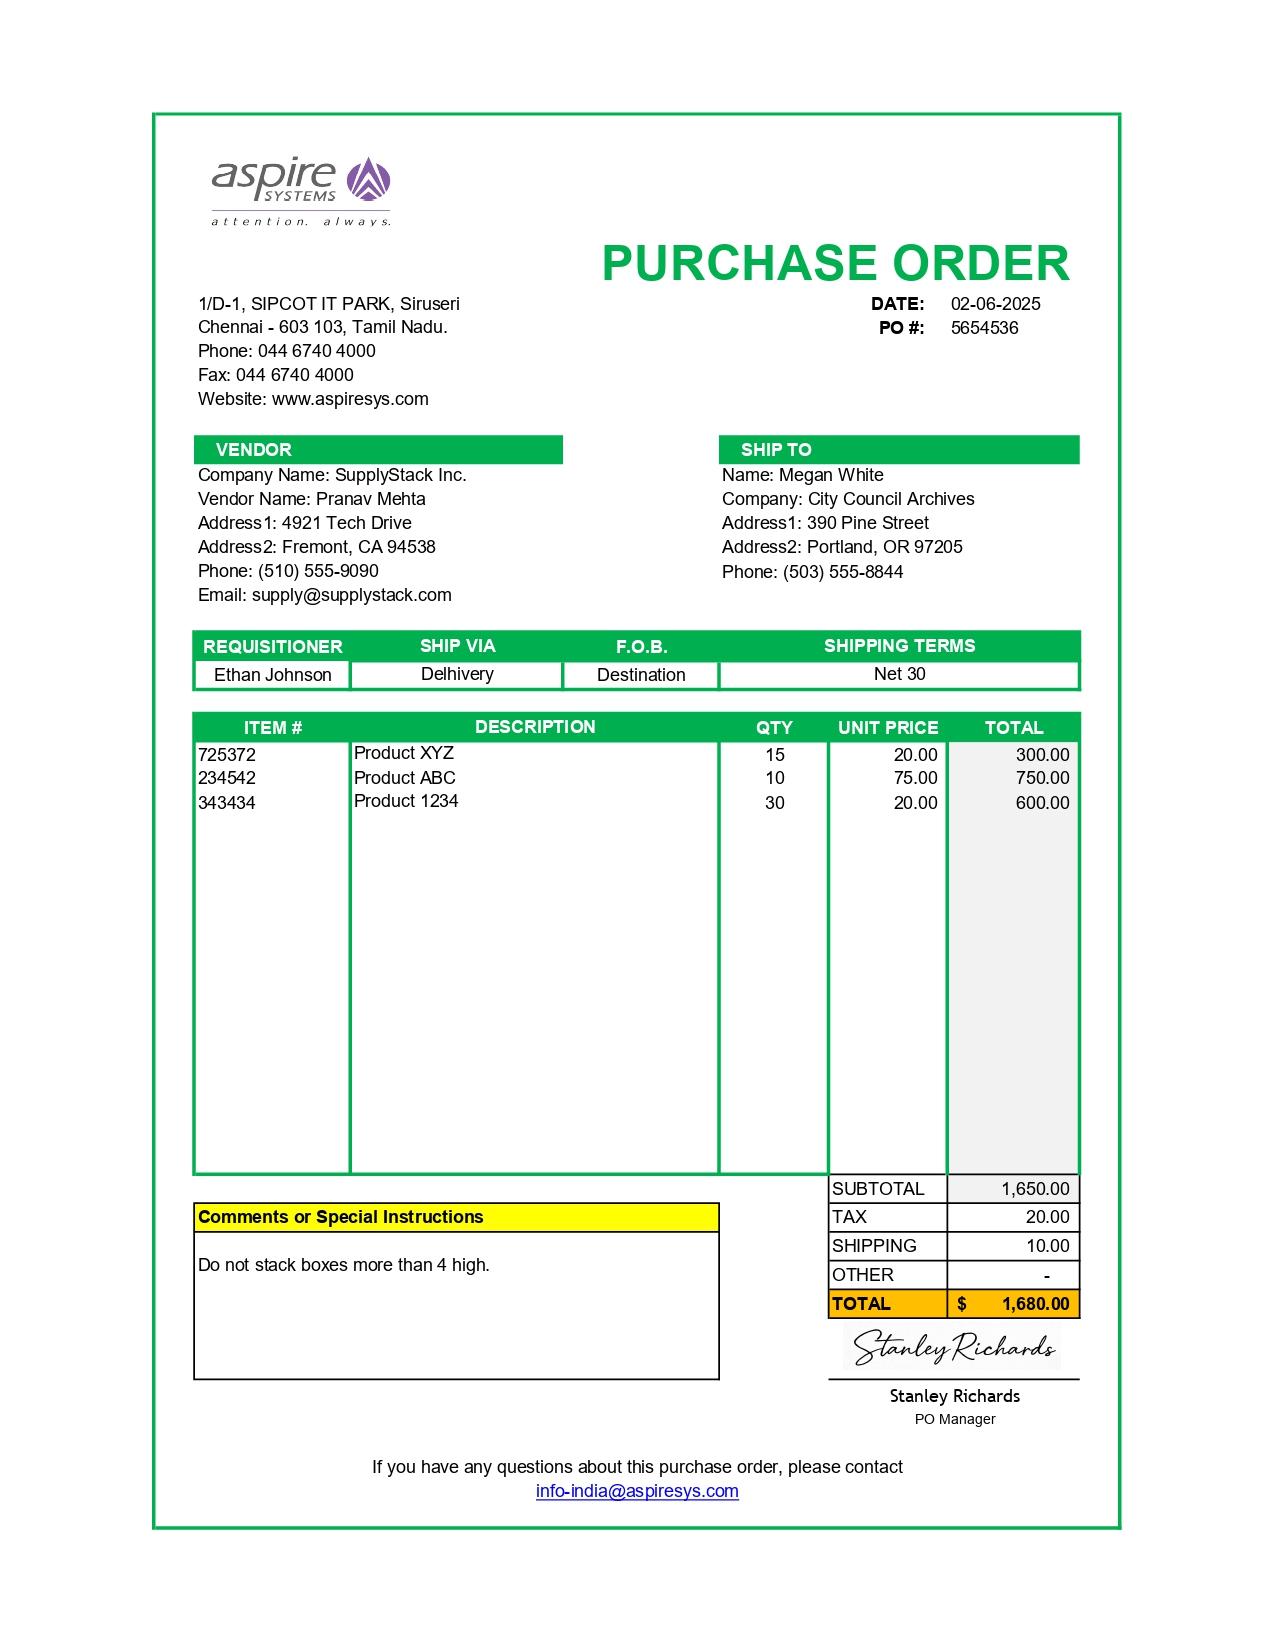 aspire
SYSTEMS
attention. always.
PURCHASE ORDER
1/D-1, SIPCOT IT PARK, Siruseri
Chennai - 603 103, Tamil Nadu.
Phone: 044 6740 4000
Fax: 044 6740 4000
Website: www.aspiresys.com
DATE: 02-06-2025
PO #: 5654536
VENDOR
Company Name: SupplyStack Inc.
Vendor Name: Pranav Mehta
Address1: 4921 Tech Drive
Address2: Fremont, CA 94538
Phone: (510) 555-9090
Email: supply@supplystack.com
SHIP TO
Name: Megan White
Company: City Council Archives
Address1: 390 Pine Street
Address2: Portland, OR 97205
Phone: (503) 555-8844
REQUISITIONER SHIP VIA F.O.B. SHIPPING TERMS
Ethan Johnson Delhivery Destination Net 30
ITEM # DESCRIPTION QTY UNIT PRICE TOTAL
725372 Product XYZ 15 20.00 300.00
234542 Product ABC 10 75.00 750.00
343434 Product 1234 30 20.00 600.00
SUBTOTAL 1,650.00
TAX 20.00
SHIPPING 10.00
OTHER -
TOTAL $ 1,680.00
Comments or Special Instructions
Do not stack boxes more than 4 high.
Stanley Richards
Stanley Richards
PO Manager
If you have any questions about this purchase order, please contact
info-india@aspiresys.com